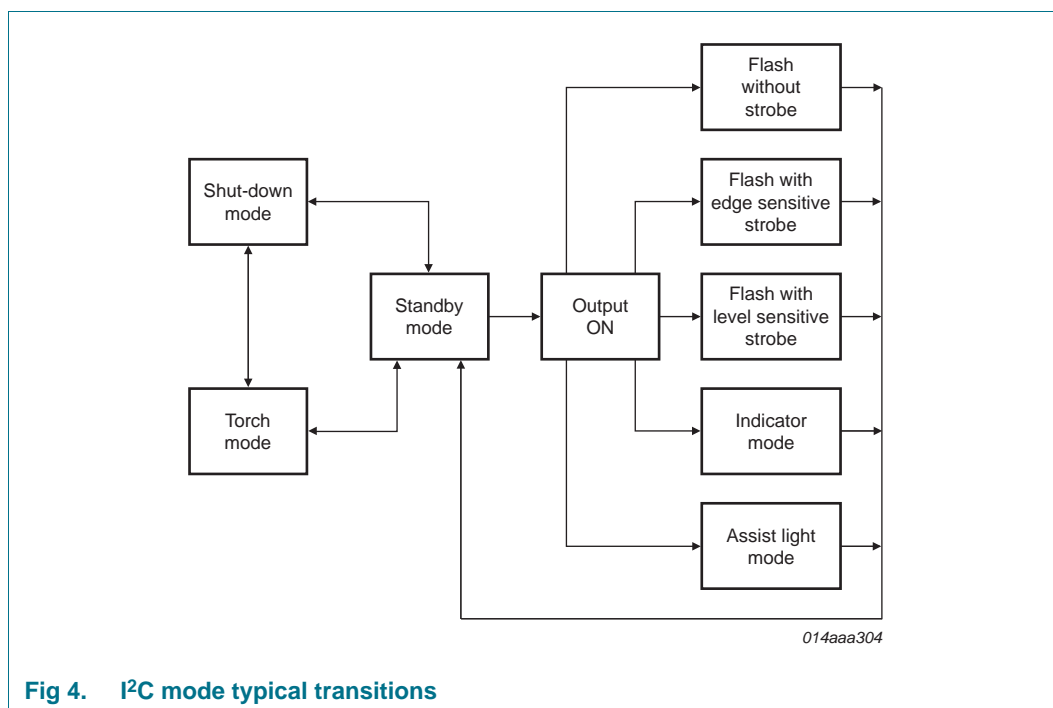 Flash
without
strobe
Shut-down
mode
Flash with
edge sensitive
strobe
Standby
mode
Output
ON
Flash with
level sensitive
strobe
Torch
mode
Indicator
mode
Assist light
mode
014aaa304
Fig 4. I²C mode typical transitions